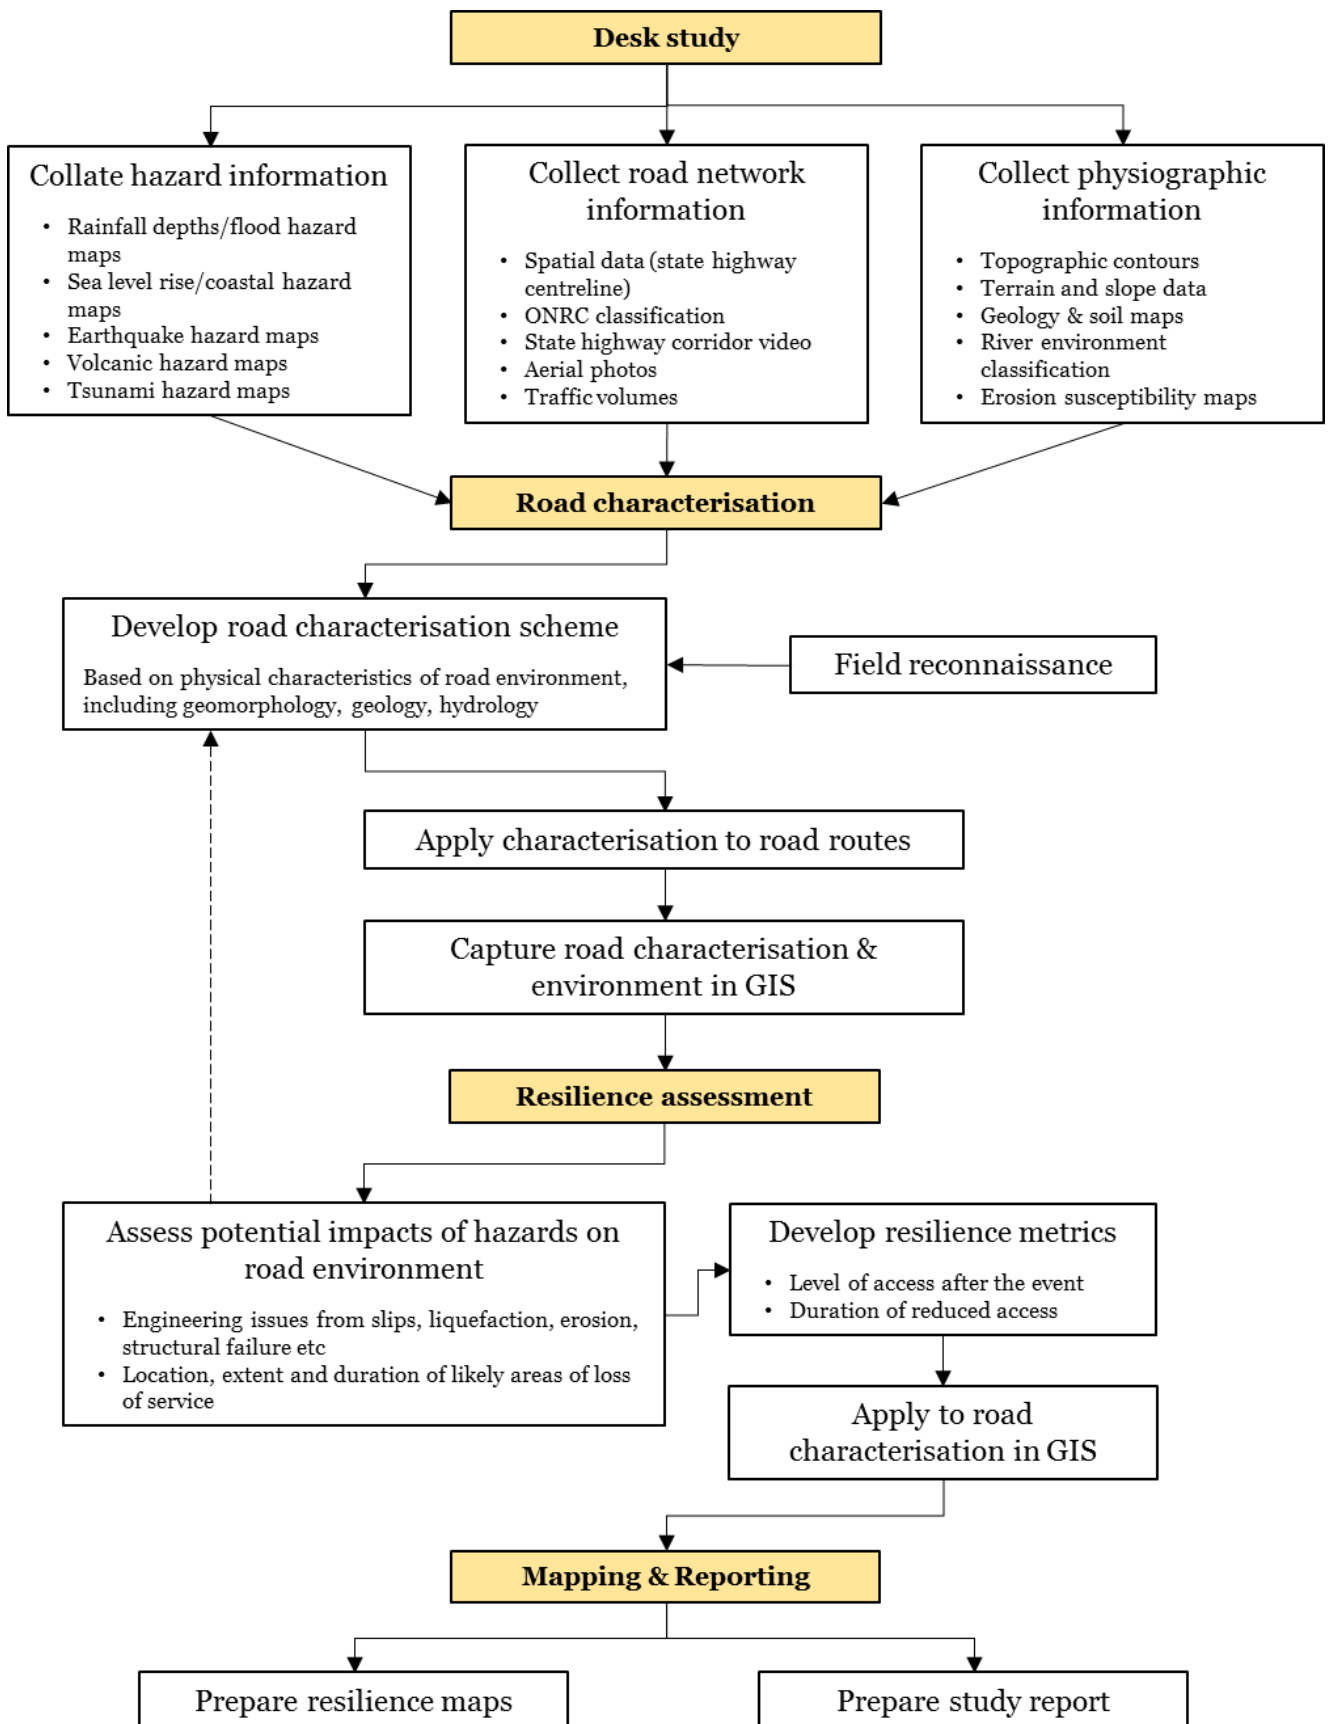 Desk study
Collate hazard information
• Rainfall depths/flood hazard
maps
• Sea level rise/coastal hazard
maps
• Earthquake hazard maps
• Volcanic hazard maps
• Tsunami hazard maps
Collect road network
information
• Spatial data (state highway
centreline)
• ONRC classification
• State highway corridor video
• Aerial photos
• Traffic volumes
Collect physiographic
information
• Topographic contours
• Terrain and slope data
• Geology & soil maps
• River environment
classification
• Erosion susceptibility maps
Road characterisation
Develop road characterisation scheme
Based on physical characteristics of road environment,
including geomorphology, geology, hydrology
Field reconnaissance
Apply characterisation to road routes
Capture road characterisation &
environment in GIS
Resilience assessment
Assess potential impacts of hazards on
road environment
• Engineering issues from slips, liquefaction, erosion,
structural failure etc
• Location, extent and duration of likely areas of loss
of service
Develop resilience metrics
• Level of access after the event
• Duration of reduced access
Apply to road
characterisation in GIS
Mapping & Reporting
Prepare resilience maps
Prepare study report